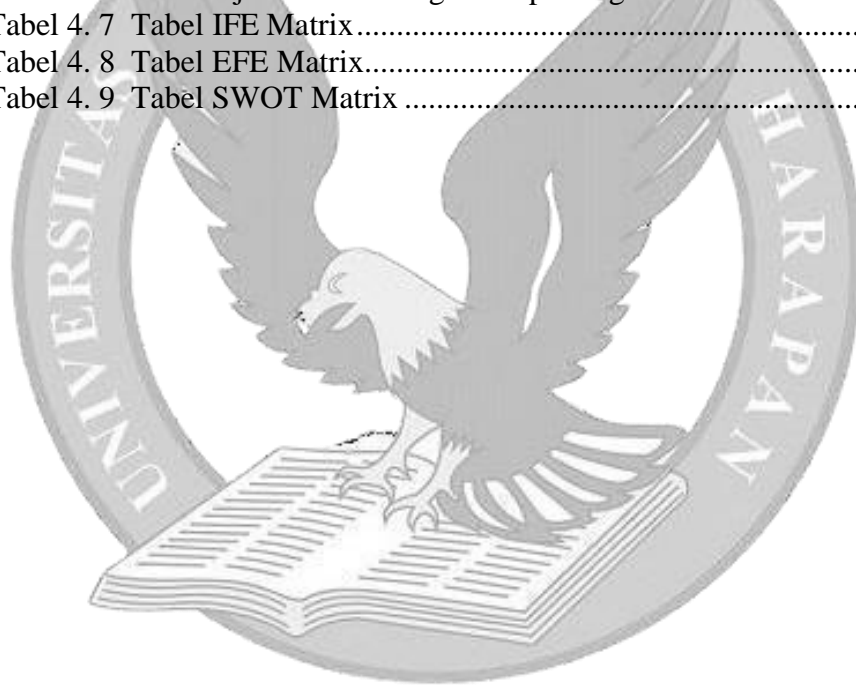 Tabel 4. 7 Tabel IFE Matrix
Tabel 4. 8 Tabel EFE Matrix
Tabel 4. 9 Tabel SWOT Matrix
UNIVERSITAS
HARAPAN